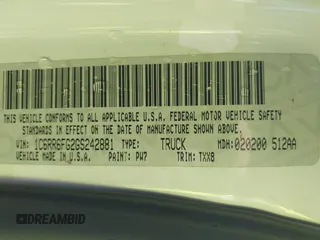 THIS VEHICLE CONFORMS TO ALL APPLICABLE U.S.A. FEDERAL MOTOR VEHICLE SAFETY
STANDARDS IN EFFECT ON THE DATE OF MANUFACTURE SHOWN ABOVE.
VIN: 1C6RR6FG2GS242881 TYPE: TRUCK MDH: 020200 512AA
VEHICLE MADE IN U.S.A. PAINT: PW7 TRIM: TXX8
DREAMBID